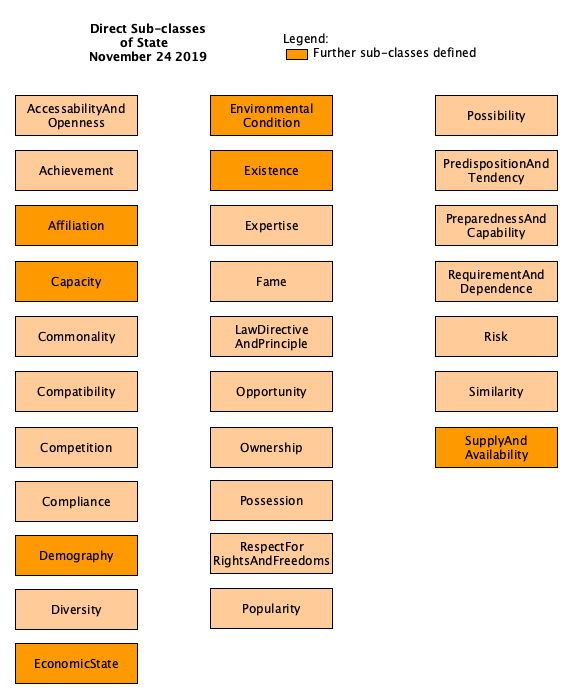 Direct Sub-classes
of State
November 24 2019
Legend:
Further sub-classes defined
AccessabilityAnd
Openness
Achievement
Affiliation
Capacity
Commonality
Compatibility
Competition
Compliance
Demography
Diversity
EconomicState
Environmental
Condition
Existence
Expertise
Fame
LawDirective
AndPrinciple
Opportunity
Ownership
Possession
RespectFor
RightsAndFreedoms
Popularity
Possibility
PredispositionAnd
Tendency
PreparednessAnd
Capability
RequirementAnd
Dependence
Risk
Similarity
SupplyAnd
Availability